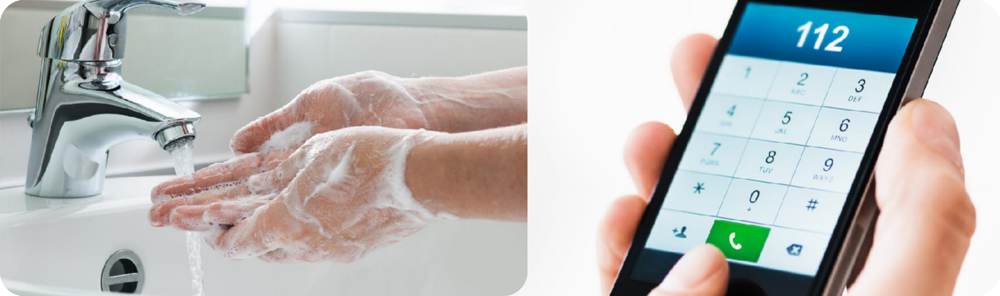 112
1
2
ABC
3
DEF
4
GHI
5
JKL
6
MNO
7
PQRS
8
TUV
9
WXYZ
*
0
+
#
+